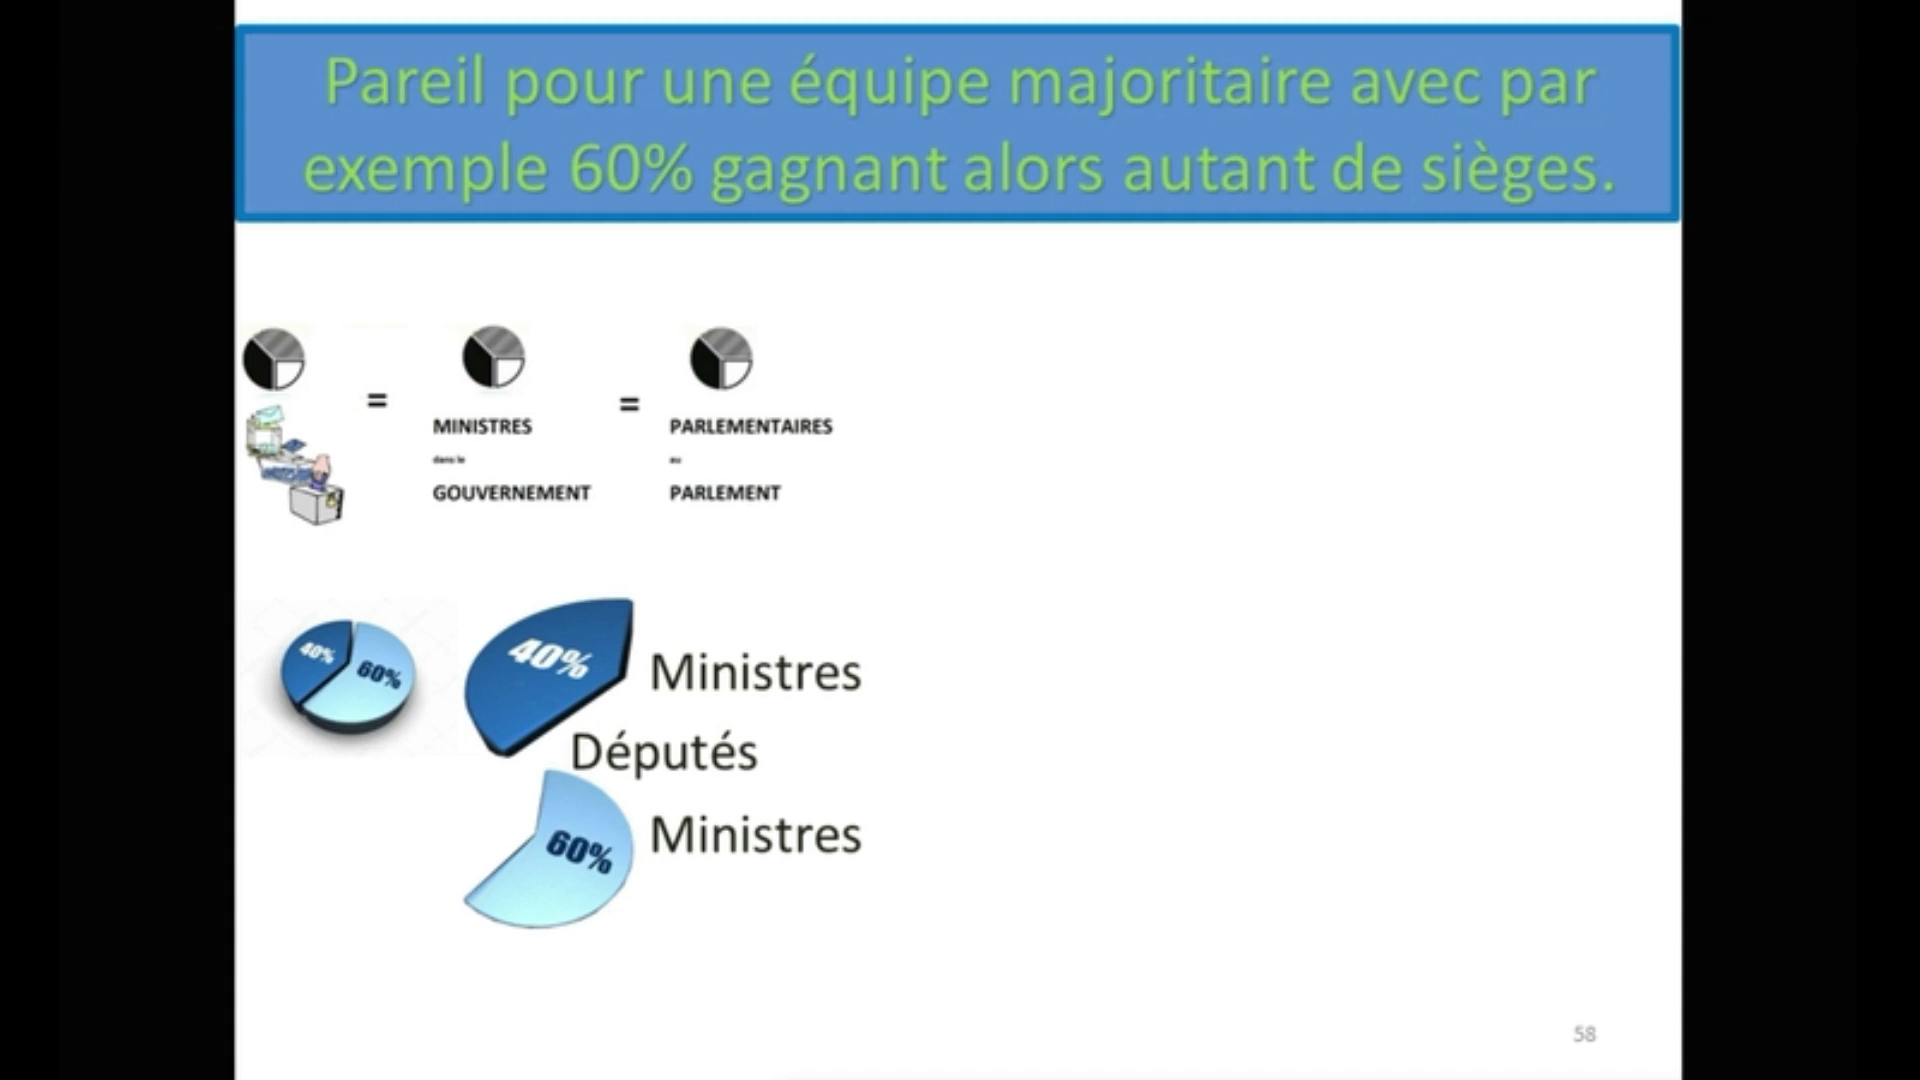 Pareil pour une équipe majoritaire avec par
exemple 60% gagnant alors autant de sièges.
=
=
MINISTRES
dans le
GOUVERNEMENT
PARLEMENTAIRES
au
PARLEMENT
40%
60%
40%
Ministres
Députés
60%
Ministres
58